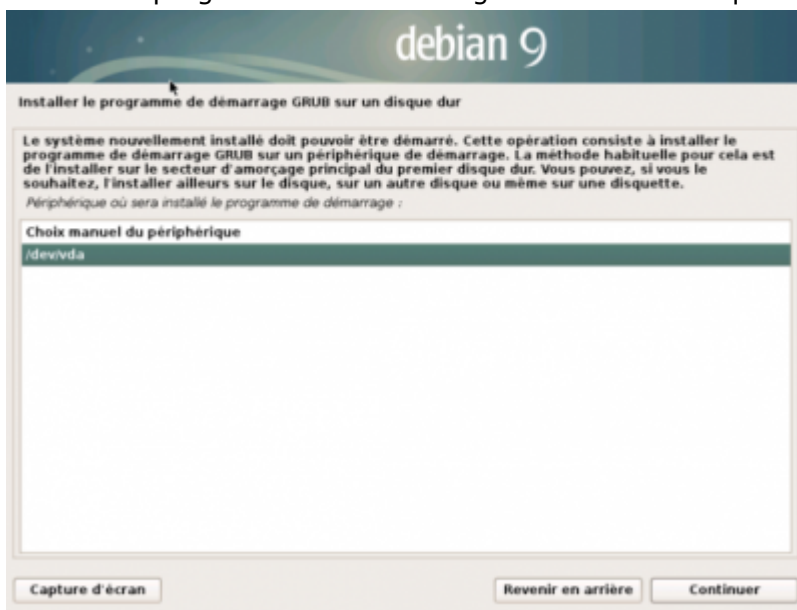 debian 9
Installer le programme de démarrage GRUB sur un disque dur
Le système nouvellement installé doit pouvoir être démarré. Cette opération consiste à installer le
programme de démarrage GRUB sur un périphérique de démarrage. La méthode habituelle pour cela est
de l'installer sur le secteur d'amorçage principal du premier disque dur. Vous pouvez, si vous le
souhaitez, l'installer ailleurs sur le disque, sur un autre disque ou même sur une disquette.
Périphérique où sera installé le programme de démarrage :
Choix manuel du périphérique
/dev/vda
Capture d'écran
Revenir en arrière
Continuer